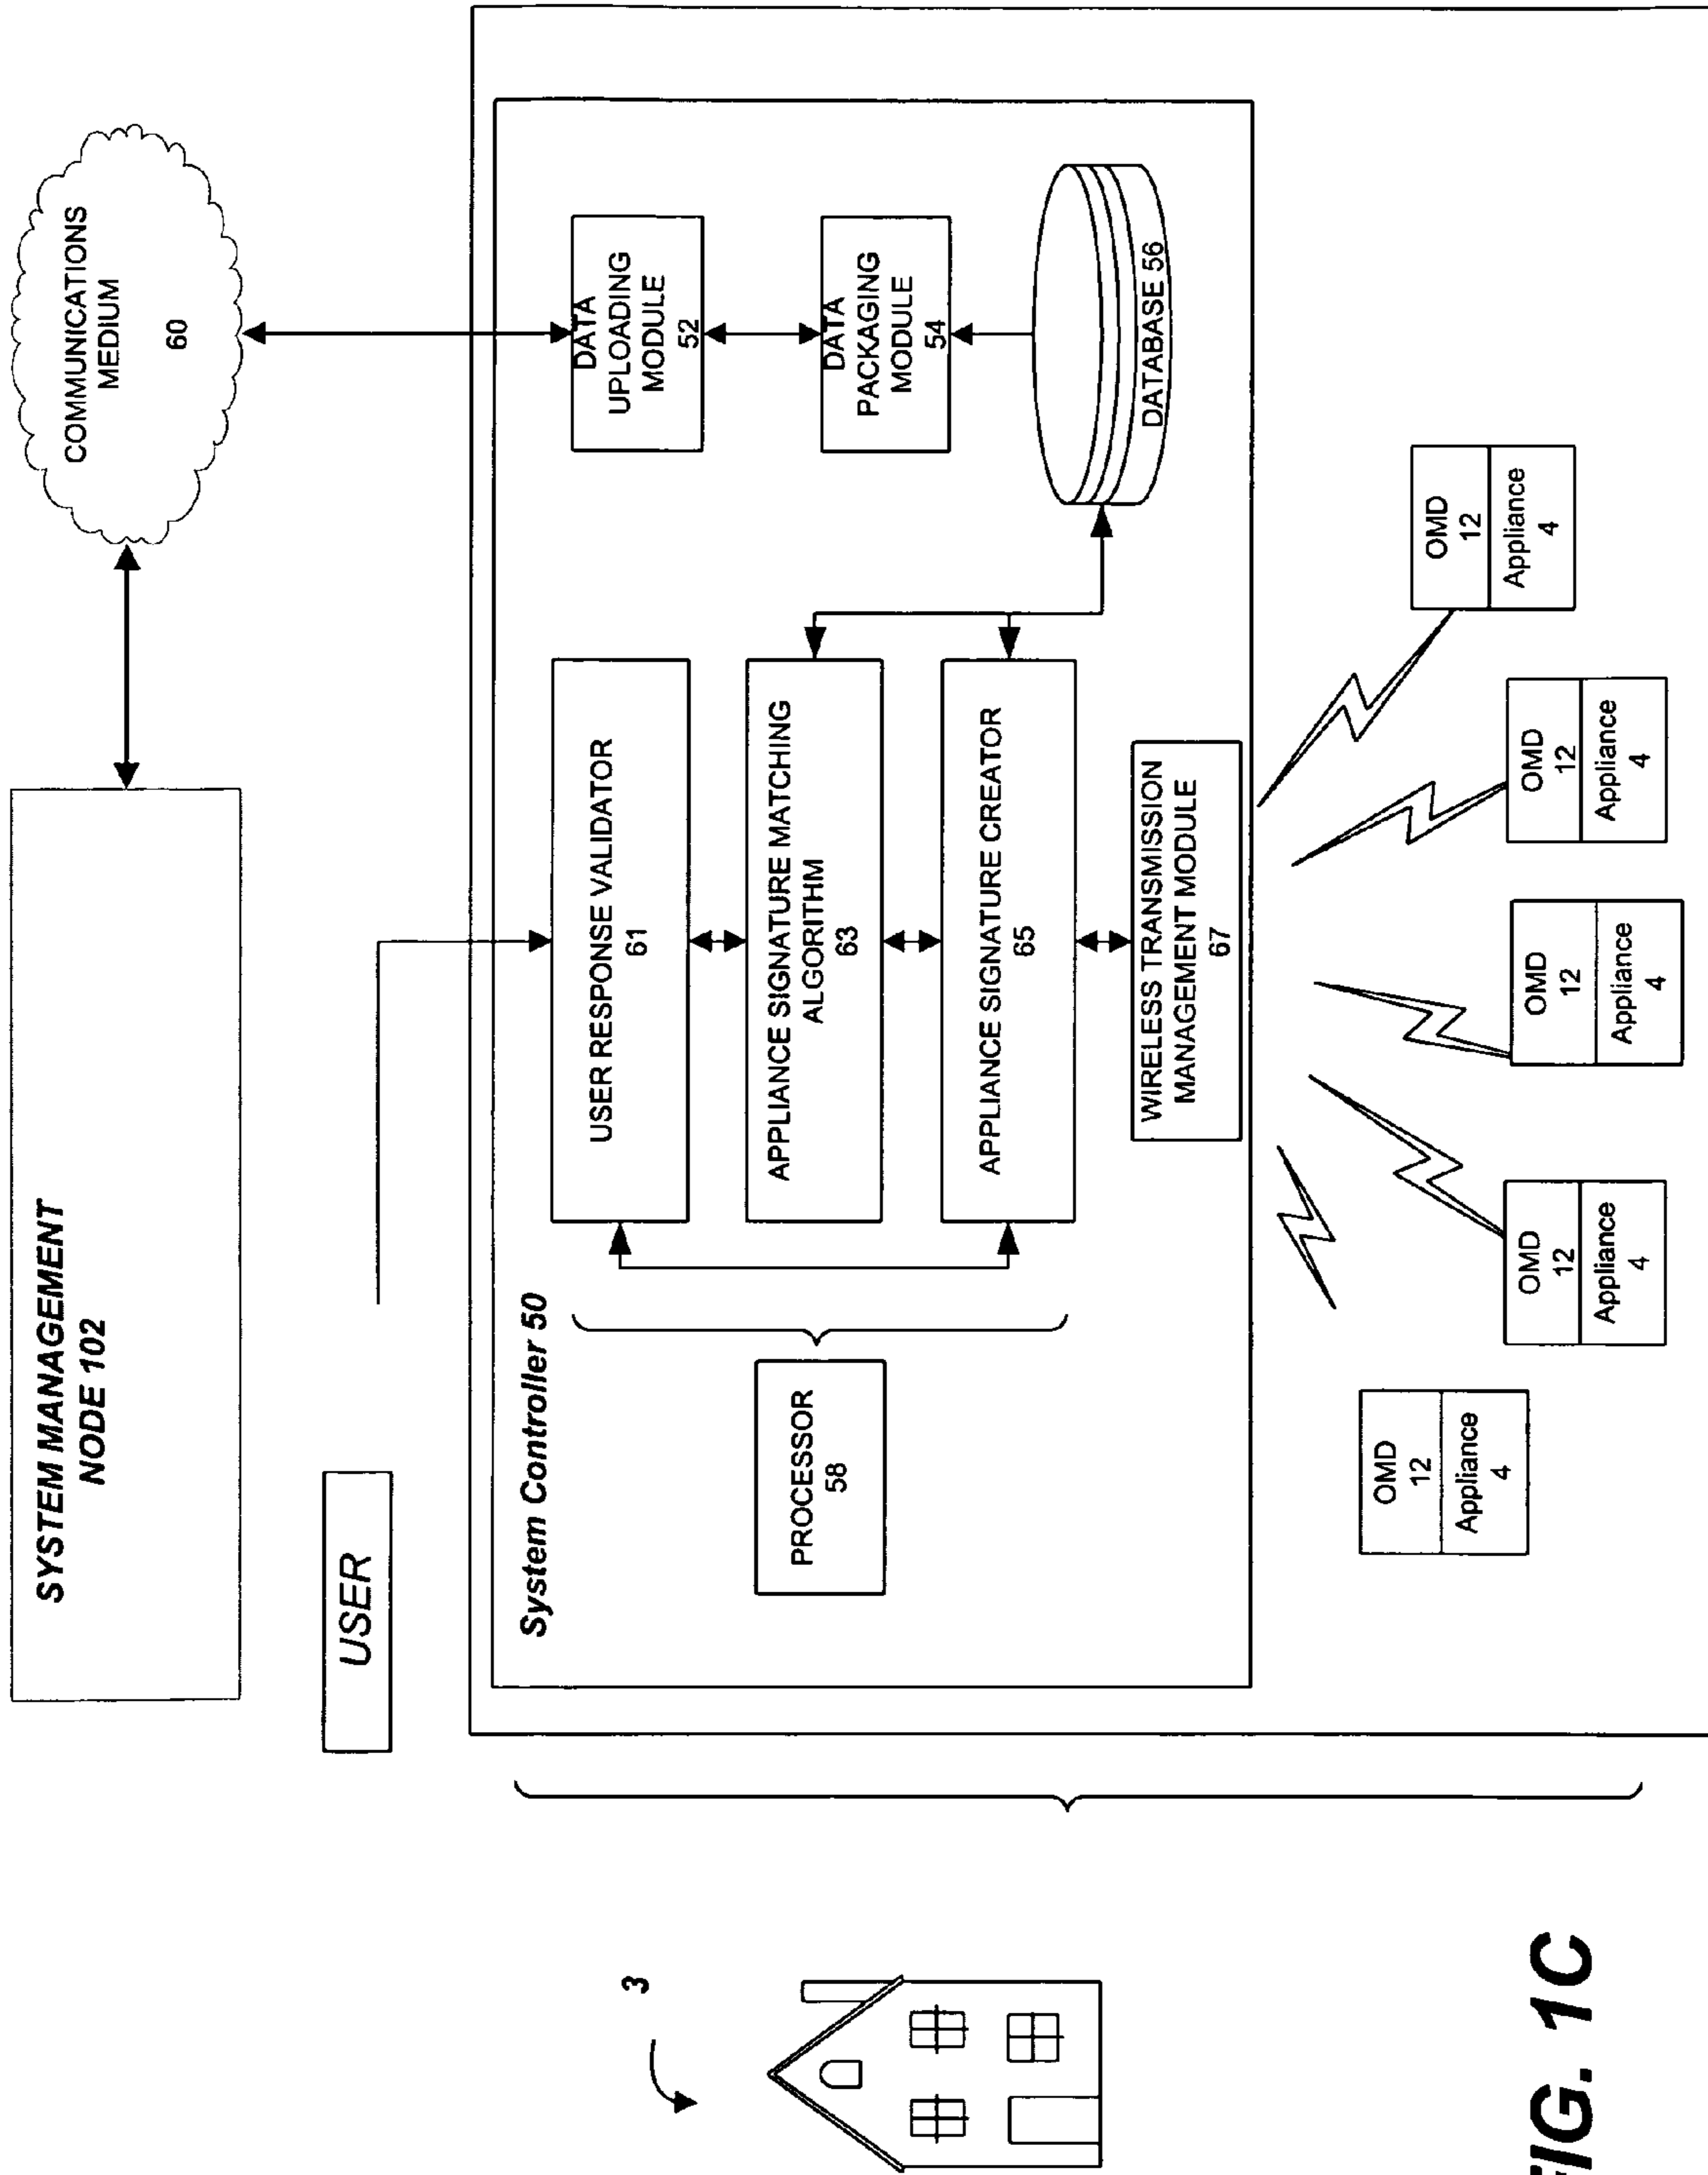 SYSTEM MANAGEMENT
NODE 102
COMMUNICATIONS
MEDIUM
60
USER
3
System Controller 50
PROCESSOR
58
USER RESPONSE VALIDATOR
61
APPLIANCE SIGNATURE MATCHING
ALGORITHM
63
APPLIANCE SIGNATURE CREATOR
65
WIRELESS TRANSMISSION
MANAGEMENT MODULE
67
DATA
UPLOADING
MODULE
52
DATA
PACKAGING
MODULE
54
DATABASE 56
OMD
12
Appliance
4
OMD
12
Appliance
4
OMD
12
Appliance
4
OMD
12
Appliance
4
OMD
12
Appliance
4
FIG. 1C